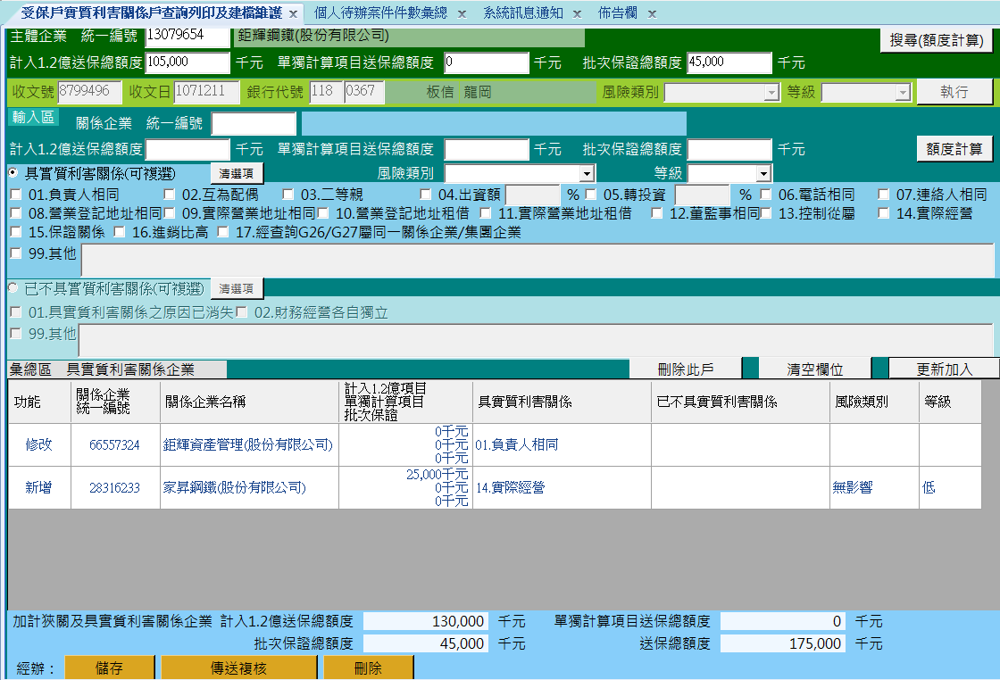 受保戶實質利害關係戶查詢列印及建檔維護 x 個人待辦案件件數彙總 x 系統訊息通知 x 佈告欄 x
主體企業 統一編號 13079654 鉅輝鋼鐵(股份有限公司) 搜尋(額度計算)
計入1.2億送保總額度 105,000 千元 單獨計算項目送保總額度 0 千元 批次保證總額度 45,000 千元
收文號 8799496 收文日 1071211 銀行代號 118 0367 板信 龍岡 風險類別 等級 執行
輸入區 關係企業 統一編號
計入1.2億送保總額度 千元 單獨計算項目送保總額度 千元 批次保證總額度 千元 額度計算
具實質利害關係(可複選) 清選項 風險類別 等級
01.負責人相同 02.互為配偶 03.二等親 04.出資額 % 05.轉投資 % 06.電話相同 07.連絡人相同
08.營業登記地址相同 09.實際營業地址相同 10.營業登記地址租借 11.實際營業地址租借 12.董監事相同 13.控制從屬 14.實際經營
15.保證關係 16.進銷比高 17.經查詢G26/G27屬同一關係企業/集團企業
99.其他
已不具實質利害關係(可複選) 清選項
01.具實質利害關係之原因已消失 02.財務經營各自獨立
99.其他
彙總區 具實質利害關係企業 刪除此戶 清空欄位 更新加入
功能 關係企業統一編號 關係企業名稱 計入1.2億項目 單獨計算項目 批次保證 具實質利害關係 已不具實質利害關係 風險類別 等級
修改 66557324 鉅輝資產管理(股份有限公司) 0千元 0千元 0千元 01.負責人相同
新增 28316233 家昇鋼鐵(股份有限公司) 25,000千元 0千元 0千元 14.實際經營 無影響 低
加計狹關及具實質利害關係企業 計入1.2億送保總額度 130,000 千元 單獨計算項目送保總額度 0 千元
批次保證總額度 45,000 千元 送保總額度 175,000 千元
經辦： 儲存 傳送複核 刪除